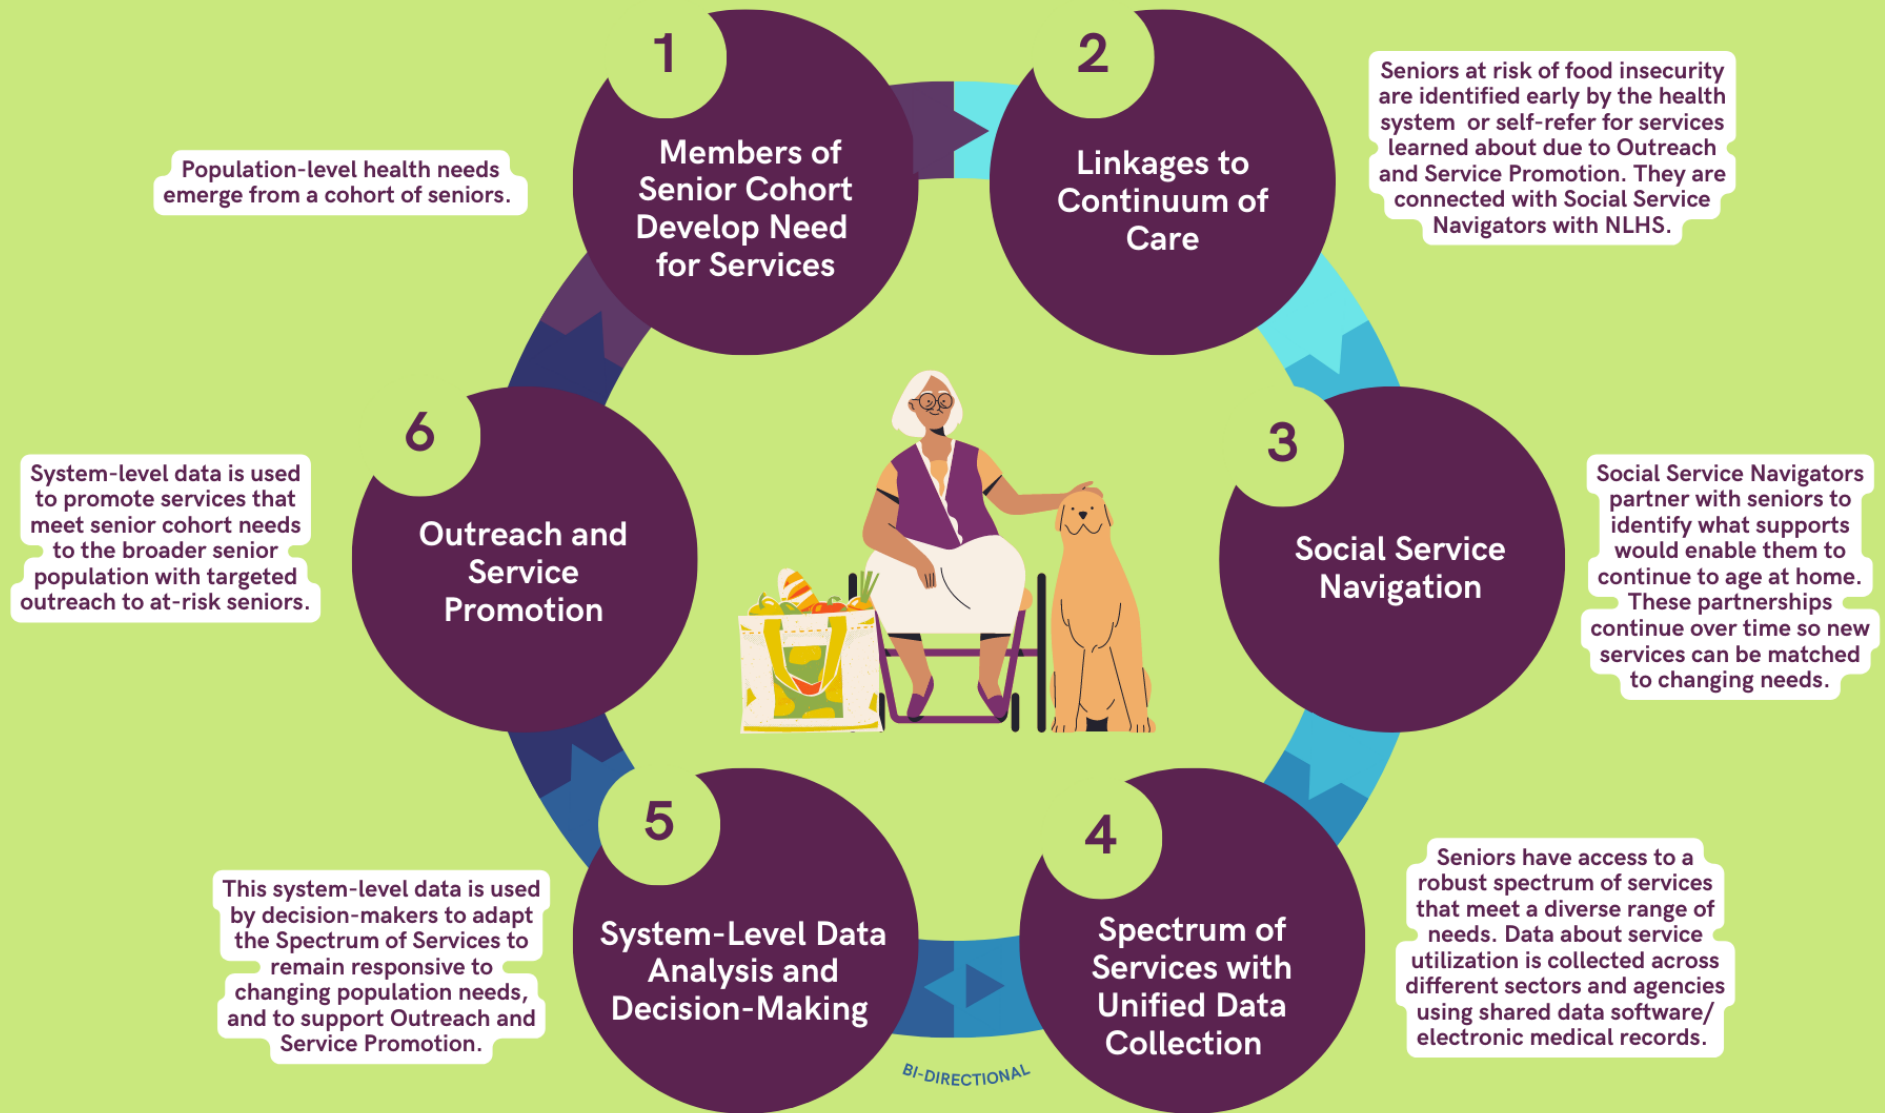 1
Members of
Senior Cohort
Develop Need
for Services
Population-level health needs
emerge from a cohort of seniors.
2
Linkages to
Continuum of
Care
Seniors at risk of food insecurity
are identified early by the health
system or self-refer for services
learned about due to Outreach
and Service Promotion. They are
connected with Social Service
Navigators with NLHS.
3
Social Service
Navigation
Social Service Navigators
partner with seniors to
identify what supports
would enable them to
continue to age at home.
These partnerships
continue over time so new
services can be matched
to changing needs.
4
Spectrum of
Services with
Unified Data
Collection
Seniors have access to a
robust spectrum of services
that meet a diverse range of
needs. Data about service
utilization is collected across
different sectors and agencies
using shared data software/
electronic medical records.
BI-DIRECTIONAL
5
System-Level Data
Analysis and
Decision-Making
This system-level data is used
by decision-makers to adapt
the Spectrum of Services to
remain responsive to
changing population needs,
and to support Outreach and
Service Promotion.
6
Outreach and
Service
Promotion
System-level data is used
to promote services that
meet senior cohort needs
to the broader senior
population with targeted
outreach to at-risk seniors.